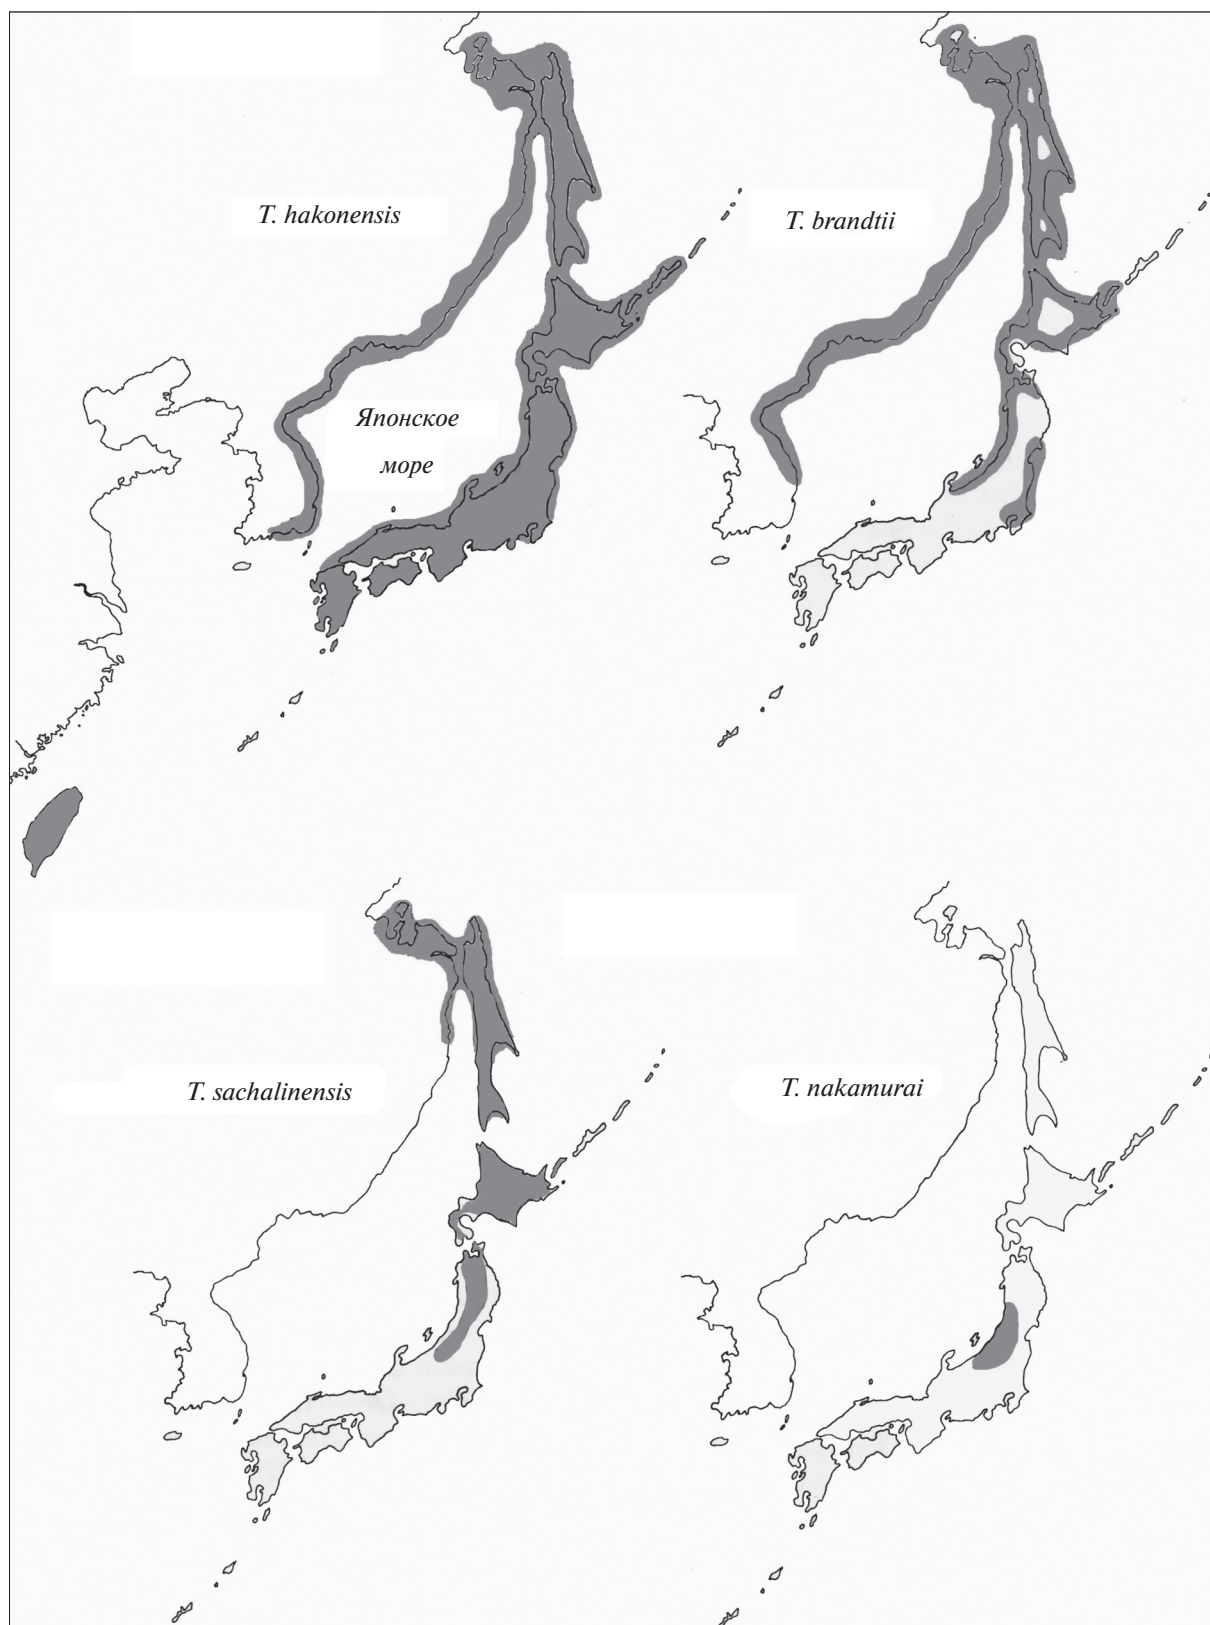 T. hakonensis
T. brandtii
Японское
море
T. sachalinensis
T. nakamurai